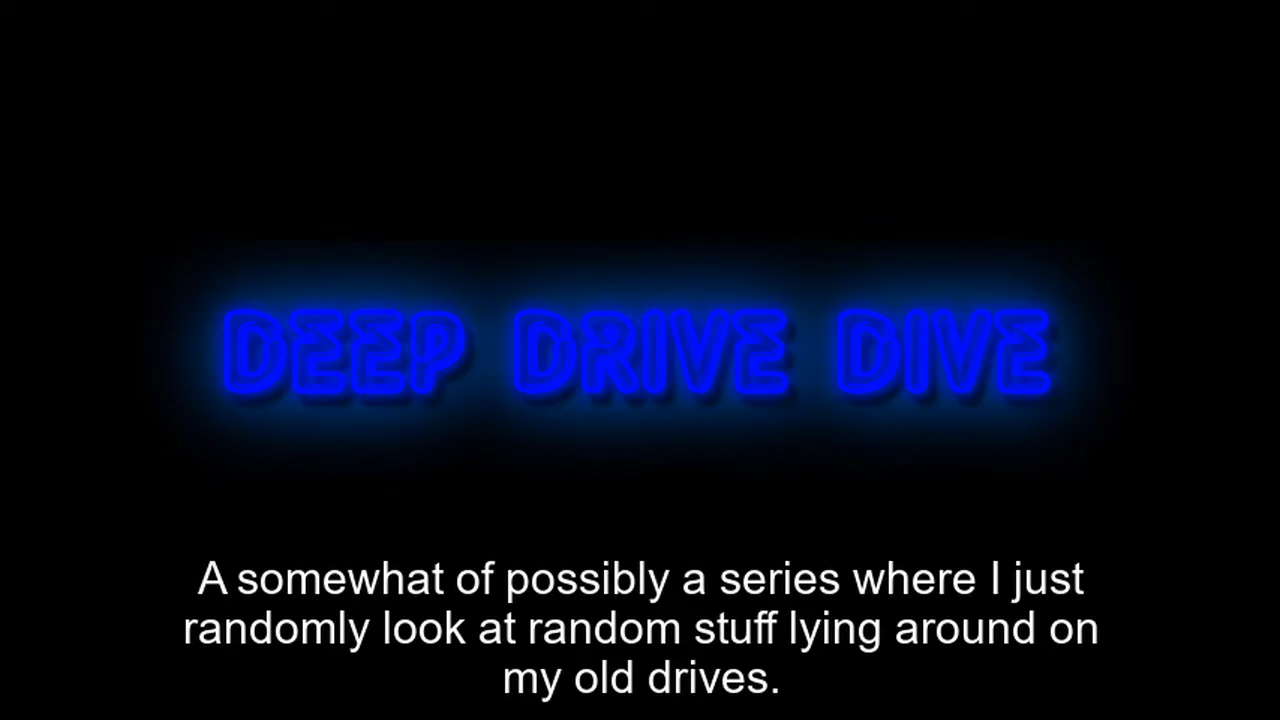 DEEP DRIVE DIVE
A somewhat of possibly a series where I just
randomly look at random stuff lying around on
my old drives.